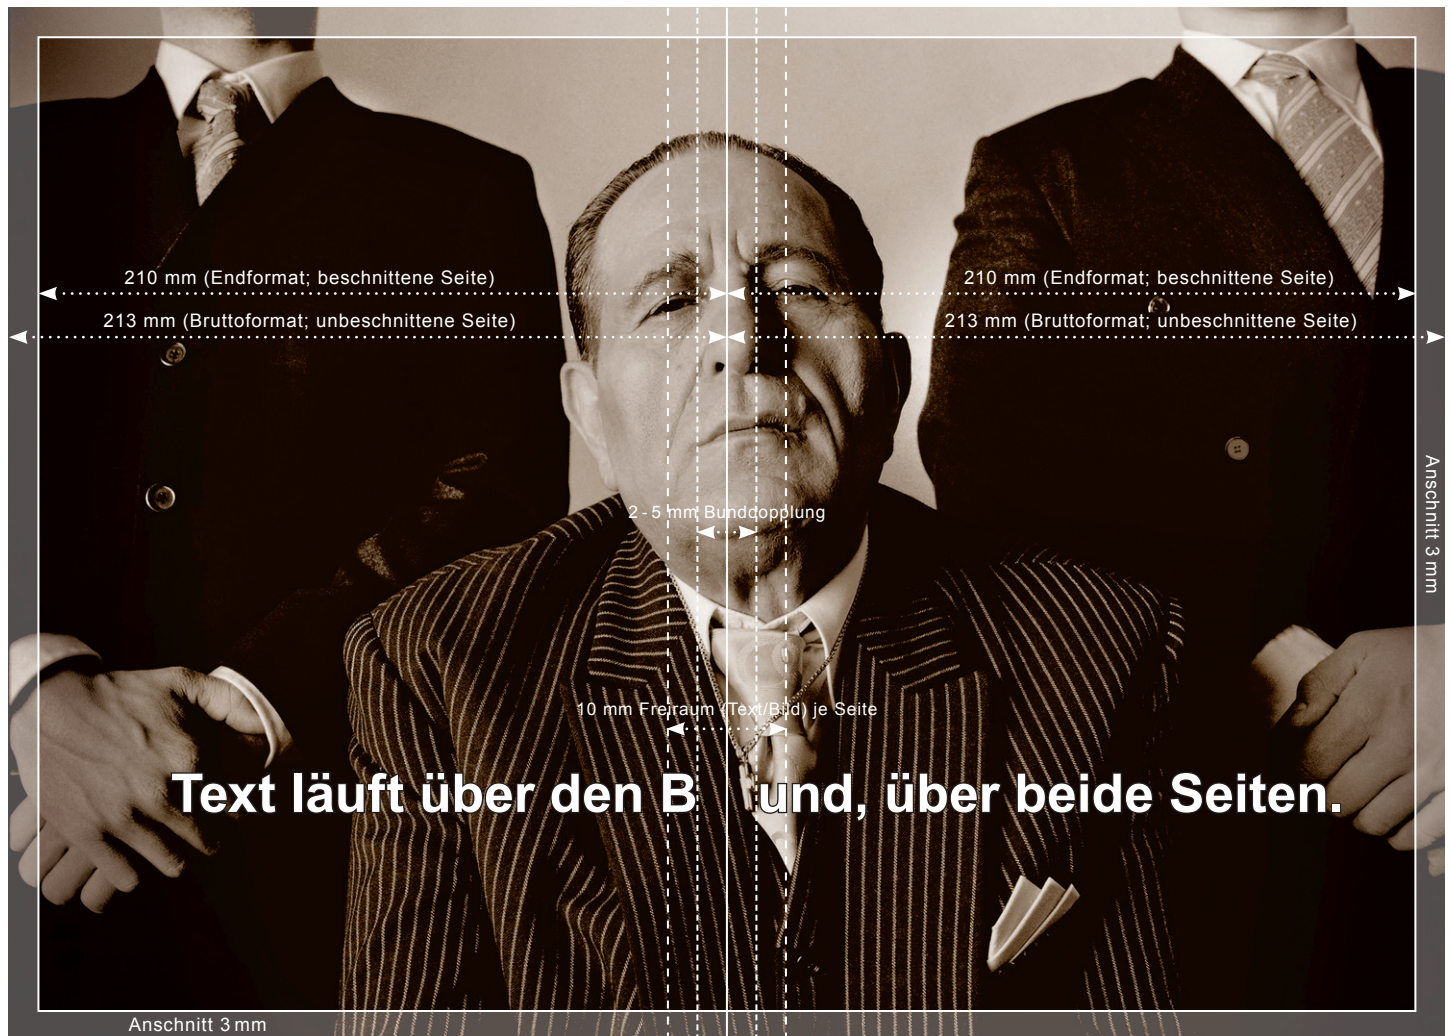 210 mm (Endformat; beschnittene Seite)
210 mm (Endformat; beschnittene Seite)
213 mm (Bruttoformat; unbeschnittene Seite)
213 mm (Bruttoformat; unbeschnittene Seite)
Anschnitt 3 mm
2 - 5 mm Bunddopplung
10 mm Freiraum (Text/Bild) je Seite
Text läuft über den B und, über beide Seiten.
Anschnitt 3 mm